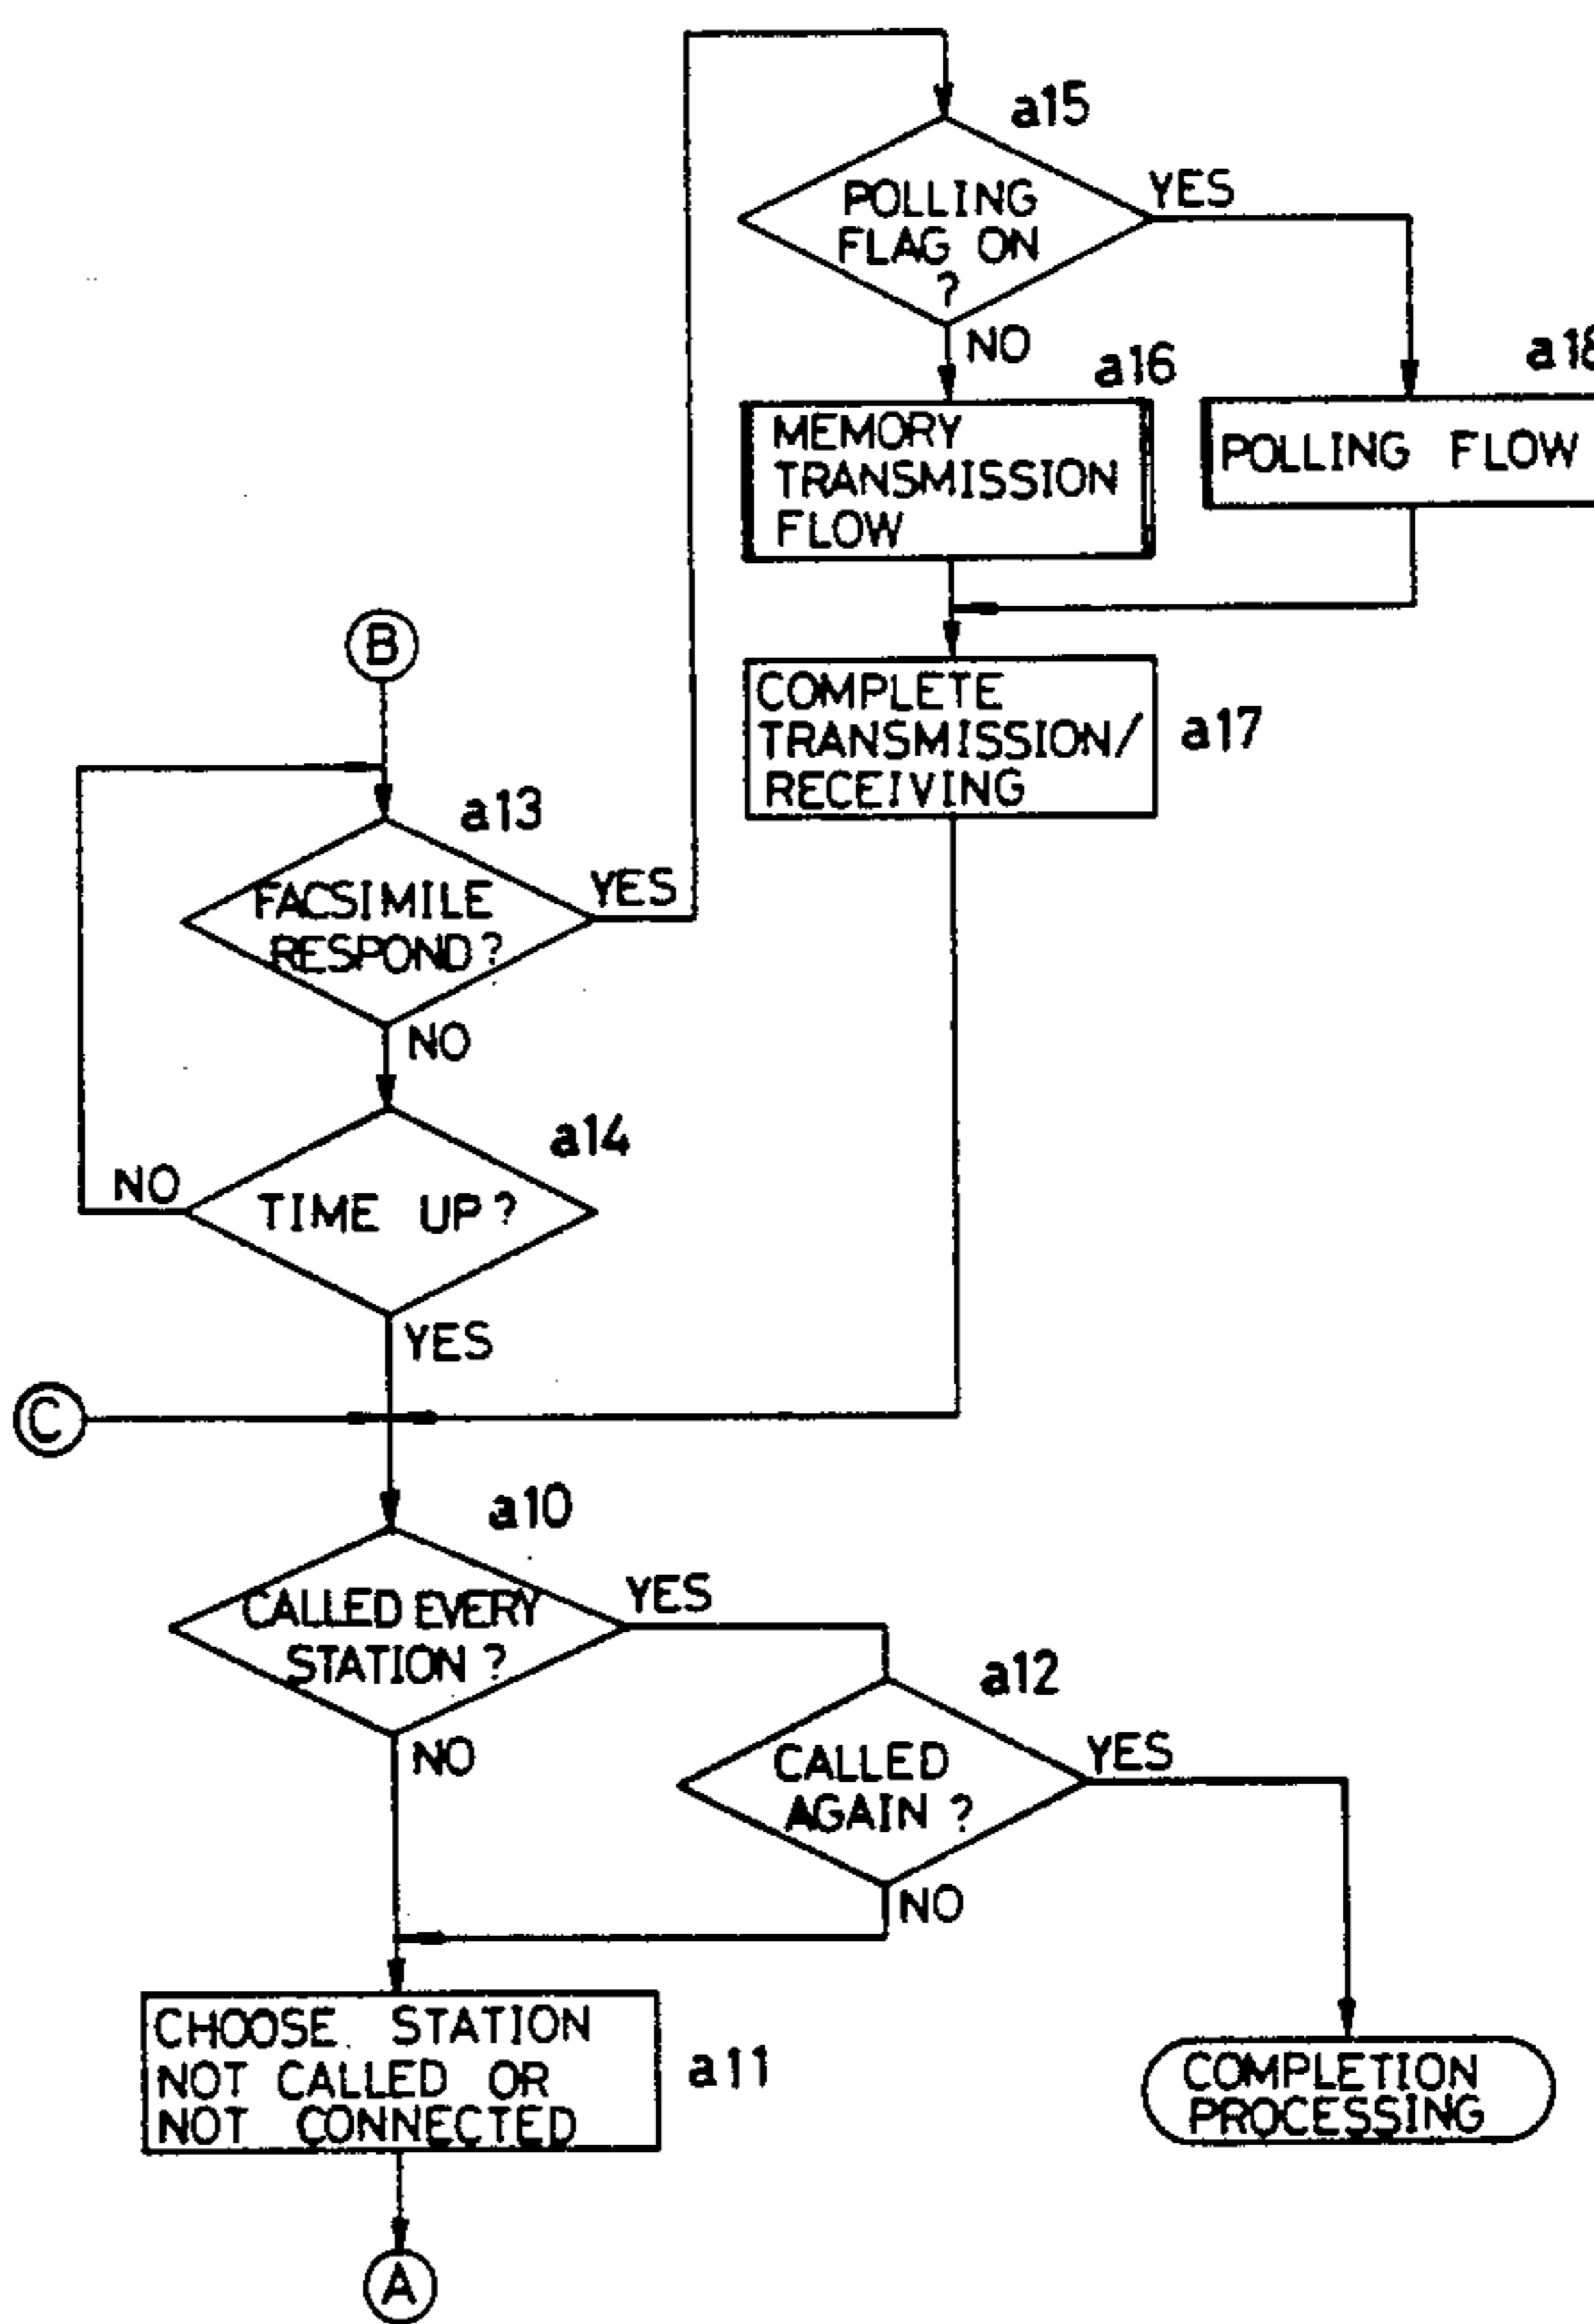 a15
POLLING
FLAG ON
?
YES
NO
a16
a18
MEMORY
TRANSMISSION
FLOW
POLLING FLOW
B
COMPLETE
TRANSMISSION/
RECEIVING
a17
a13
FACSIMILE
RESPOND?
YES
NO
a14
TIME UP?
NO
YES
C
a10
CALLED EVERY
STATION?
YES
NO
a12
CALLED
AGAIN?
YES
NO
CHOOSE STATION
NOT CALLED OR
NOT CONNECTED
a11
COMPLETION
PROCESSING
A